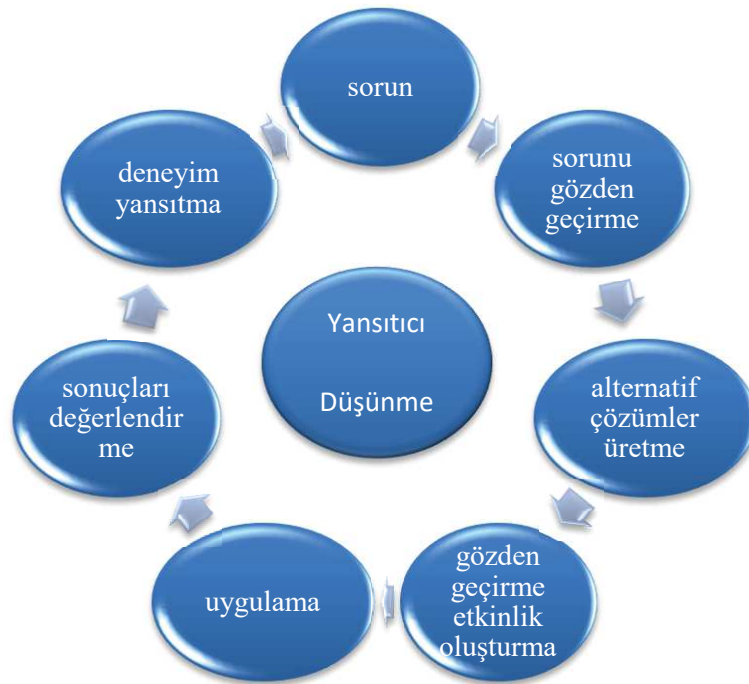 sorun
sorunu
gözden
geçirme
alternatif
çözümler
üretme
gözden
geçirme
etkinlik
oluşturma
uygulama
sonuçları
değerlendir
me
deneyim
yansıtma
Yansıtıcı
Düşünme